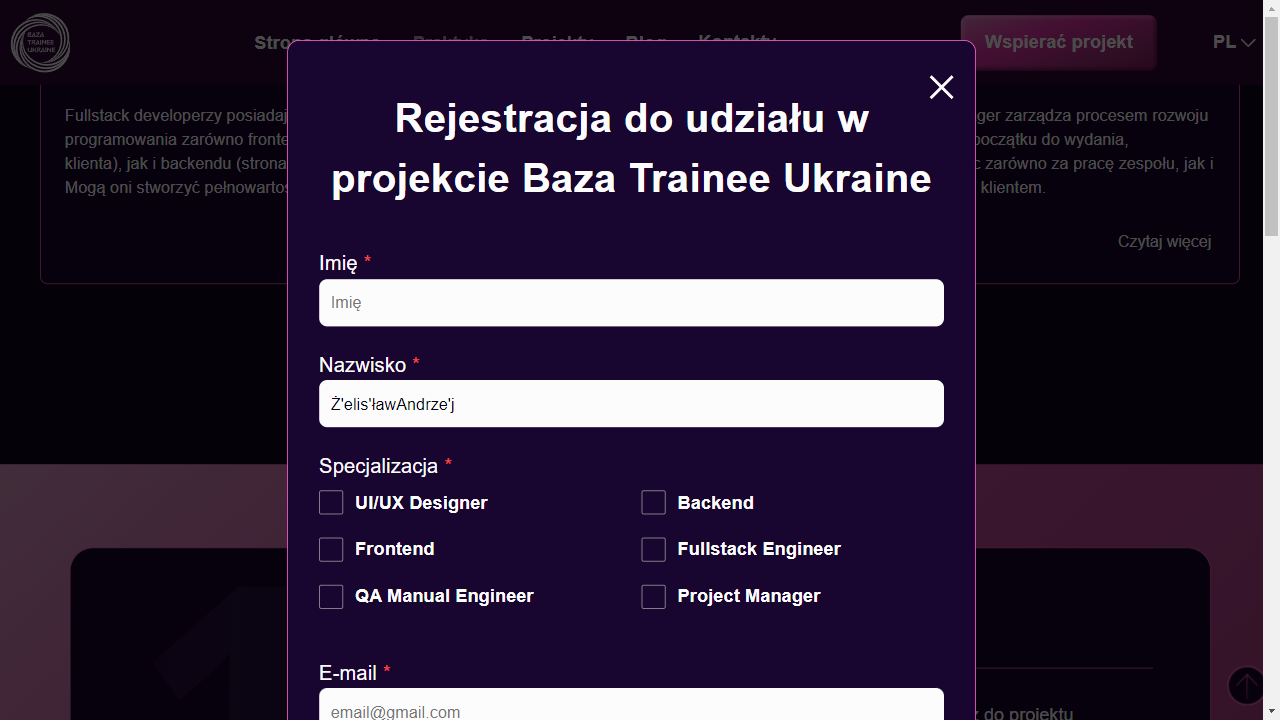 BAZA
TRAINEE
UKRAINE
Strona główna
Praktyka
Projekty
Blog
Kontakty
Wspierać projekt
PL
Fullstack developerzy posiadaj
programowania zarówno fronte
klienta), jak i backendu (strona
Mogą oni stworzyć pełnowartoś
ger zarządza procesem rozwoju
początku do wydania,
c zarówno za pracę zespołu, jak i
klientem.
Czytaj więcej
Rejestracja do udziału w
projekcie Baza Trainee Ukraine
Imię *
Imię
Nazwisko *
Ż'elis'ławAndrze'j
Specjalizacja *
UI/UX Designer
Backend
Frontend
Fullstack Engineer
QA Manual Engineer
Project Manager
E-mail *
email@gmail.com
1
z do projektu